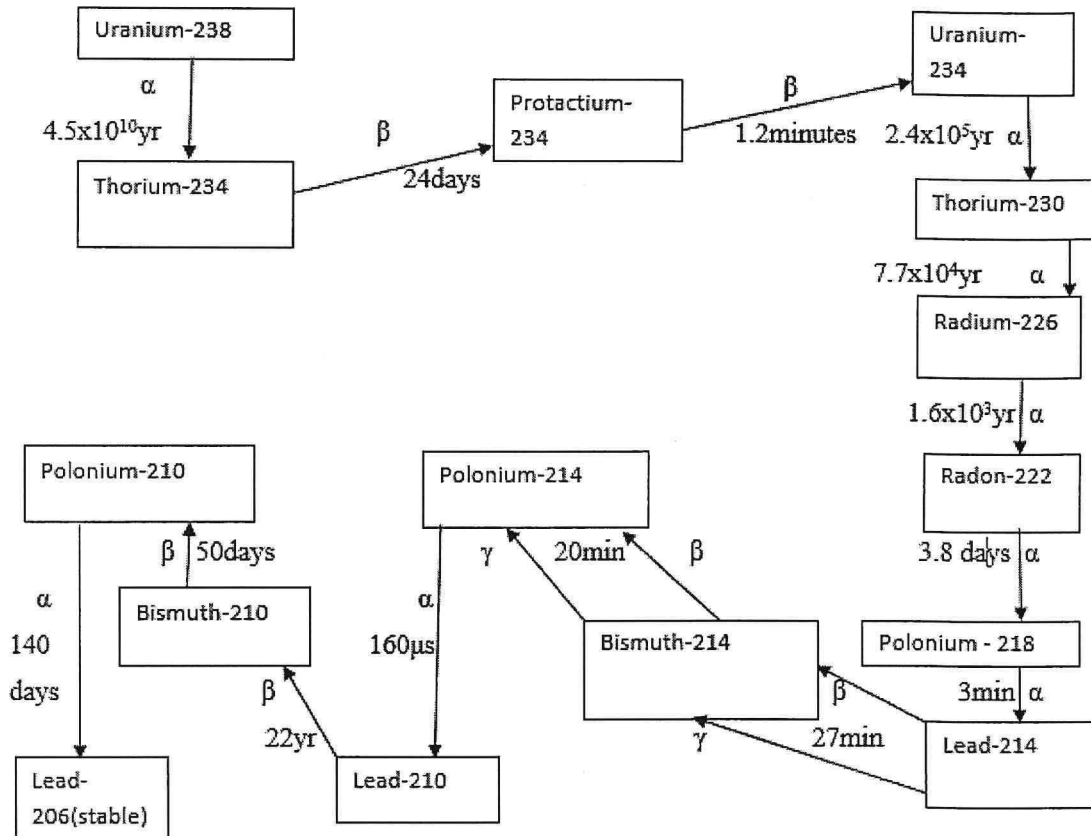 Uranium-238
α
4.5x10¹⁰yr
Thorium-234
β
24days
Protactium-
234
β
1.2minutes
Uranium-
234
2.4x10⁵yr α
Thorium-230
7.7x10⁴yr α
Radium-226
1.6x10³yr α
Radon-222
3.8 days α
Polonium - 218
3min α
Lead-214
β
27min
γ
Bismuth-214
β
20min
γ
Polonium-214
α
160μs
Lead-210
β
22yr
Bismuth-210
β 50days
Polonium-210
α
140
days
Lead-
206(stable)